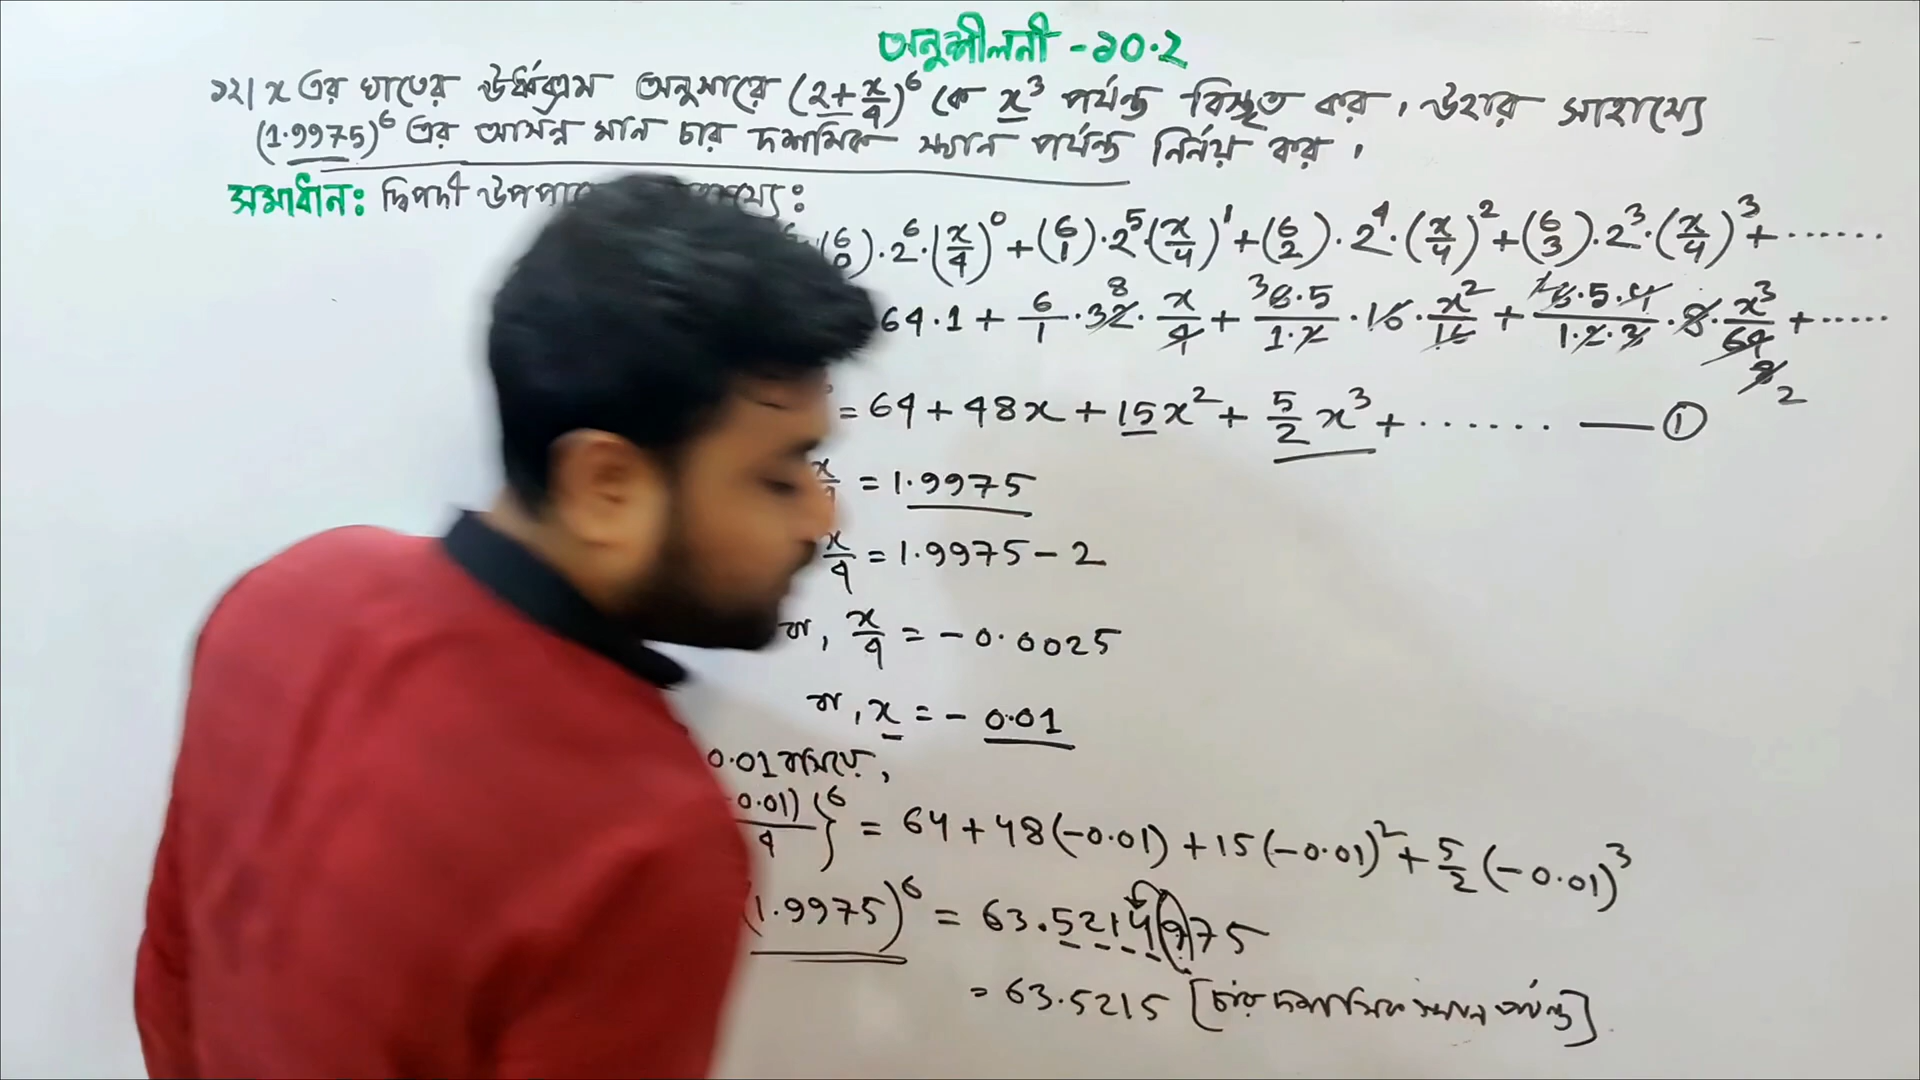 অনুশীলনী - ১০.২
১২| x এর ঘাতের ঊর্ধ্বক্রম অনুসারে (2+x/4)^6 কে x^3 পর্যন্ত বিস্তৃত কর, উহার সাহায্যে
(1.9975)^6 এর আসন্ন মান চার দশমিক স্থান পর্যন্ত নির্নয় কর,
সমাধান: দ্বিপদী :
(6 0)·2^6·(x/4)^0 + (6 1)·2^5·(x/4)^1 + (6 2)·2^4·(x/4)^2 + (6 3)·2^3·(x/4)^3 + ······
64·1 + 6/1·32·x/4 + 6·5/1·2·16·x^2/16 + 6·5·4/1·2·3·8·x^3/64 + ·····
= 64 + 48x + 15x^2 + 5/2 x^3 + ······ — ①
= 1.9975
x/4 = 1.9975 - 2
বা, x/4 = - 0.0025
বা, x = - 0.01
0.01 বসিয়ে,
0.01)/4}^6 = 64 + 48(-0.01) + 15(-0.01)^2 + 5/2 (-0.01)^3
(1.9975)^6 = 63.5214975
= 63.5215 [চার দশমিক স্থান পর্যন্ত]